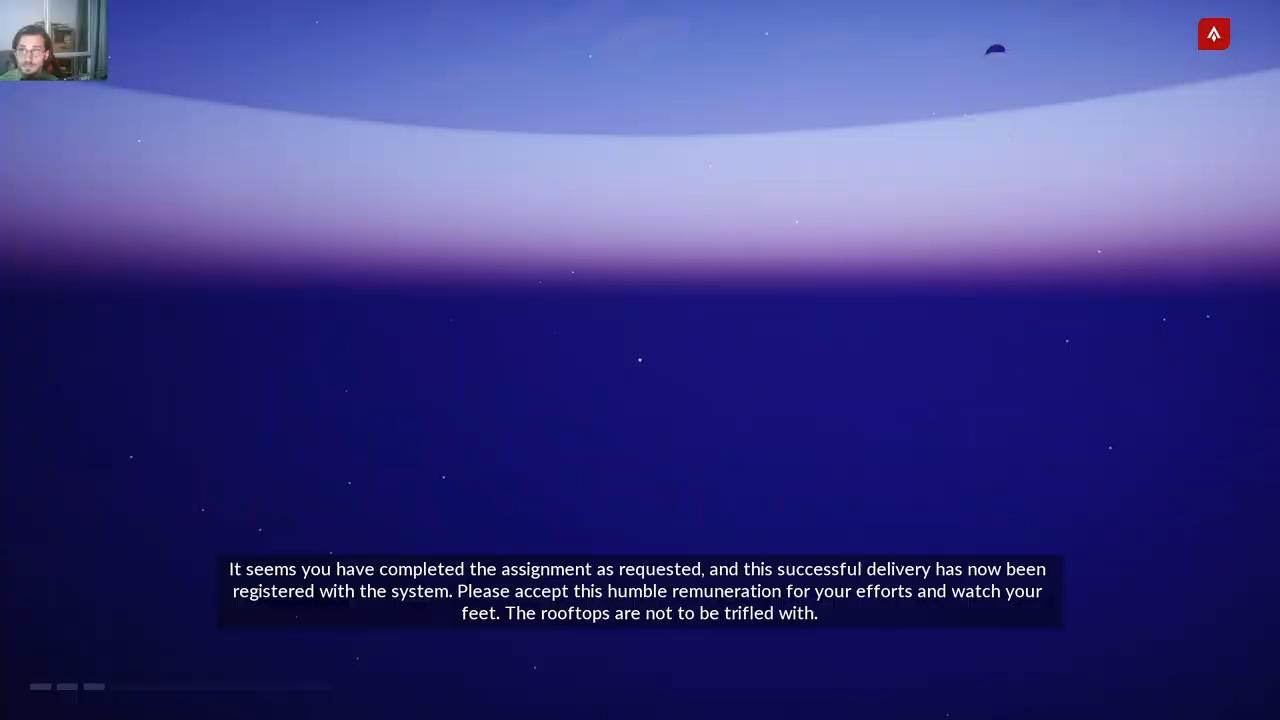 It seems you have completed the assignment as requested, and this successful delivery has now been
registered with the system. Please accept this humble remuneration for your efforts and watch your
feet. The rooftops are not to be trifled with.